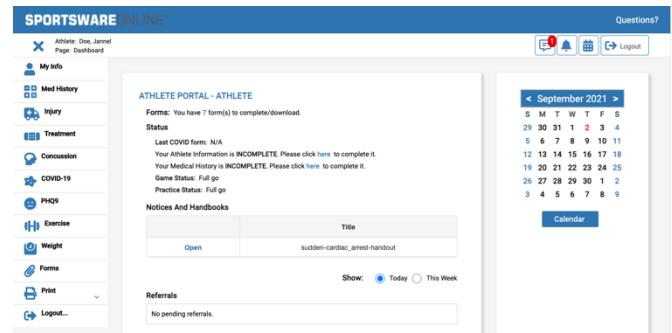 SPORTSWARE ONLINE
Questions?
Athlete: Doe, Jannel
Page: Dashboard
1
Logout
My Info
Med History
Injury
Treatment
Concussion
COVID-19
PHQ9
Exercise
Weight
Forms
Print
Logout...
ATHLETE PORTAL - ATHLETE
Forms: You have 7 form(s) to complete/download.
Status
Last COVID form: N/A
Your Athlete Information is INCOMPLETE. Please click here to complete it.
Your Medical History is INCOMPLETE. Please click here to complete it.
Game Status: Full go
Practice Status: Full go
Notices And Handbooks
Title
Open sudden-cardiac_arrest-handout
Show: Today This Week
Referrals
No pending referrals.
< September 2021 >
S M T W T F S
29 30 31 1 2 3 4
5 6 7 8 9 10 11
12 13 14 15 16 17 18
19 20 21 22 23 24 25
26 27 28 29 30 1 2
3 4 5 6 7 8 9
Calendar